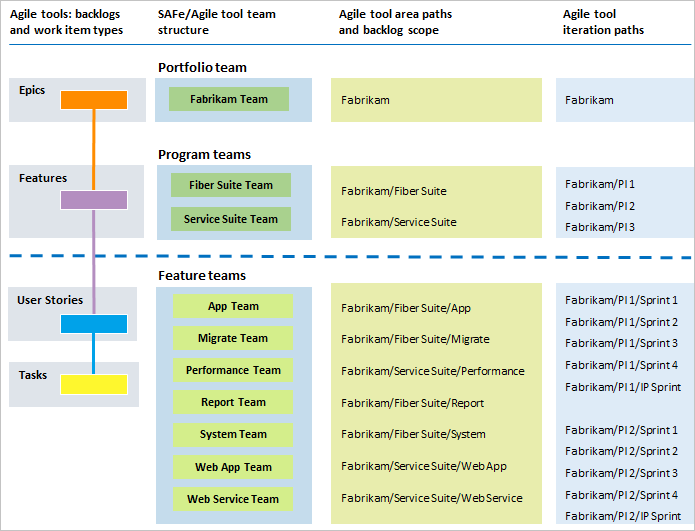 Agile tools: backlogs
and work item types
SAFe/Agile tool team
structure
Agile tool area paths
and backlog scope
Agile tool
iteration paths
Portfolio team
Epics
Fabrikam Team
Fabrikam
Fabrikam
Program teams
Features
Fiber Suite Team
Service Suite Team
Fabrikam/Fiber Suite
Fabrikam/Service Suite
Fabrikam/PI 1
Fabrikam/PI 2
Fabrikam/PI 3
Feature teams
User Stories
Tasks
App Team
Migrate Team
Performance Team
Report Team
System Team
Web App Team
Web Service Team
Fabrikam/Fiber Suite/App
Fabrikam/Fiber Suite/Migrate
Fabrikam/Service Suite/Performance
Fabrikam/Fiber Suite/Report
Fabrikam/Fiber Suite/System
Fabrikam/Service Suite/Web App
Fabrikam/Service Suite/Web Service
Fabrikam/PI 1/Sprint 1
Fabrikam/PI 1/Sprint 2
Fabrikam/PI 1/Sprint 3
Fabrikam/PI 1/Sprint 4
Fabrikam/PI 1/IP Sprint
Fabrikam/PI 2/Sprint 1
Fabrikam/PI 2/Sprint 2
Fabrikam/PI 2/Sprint 3
Fabrikam/PI 2/Sprint 4
Fabrikam/PI 2/IP Sprint